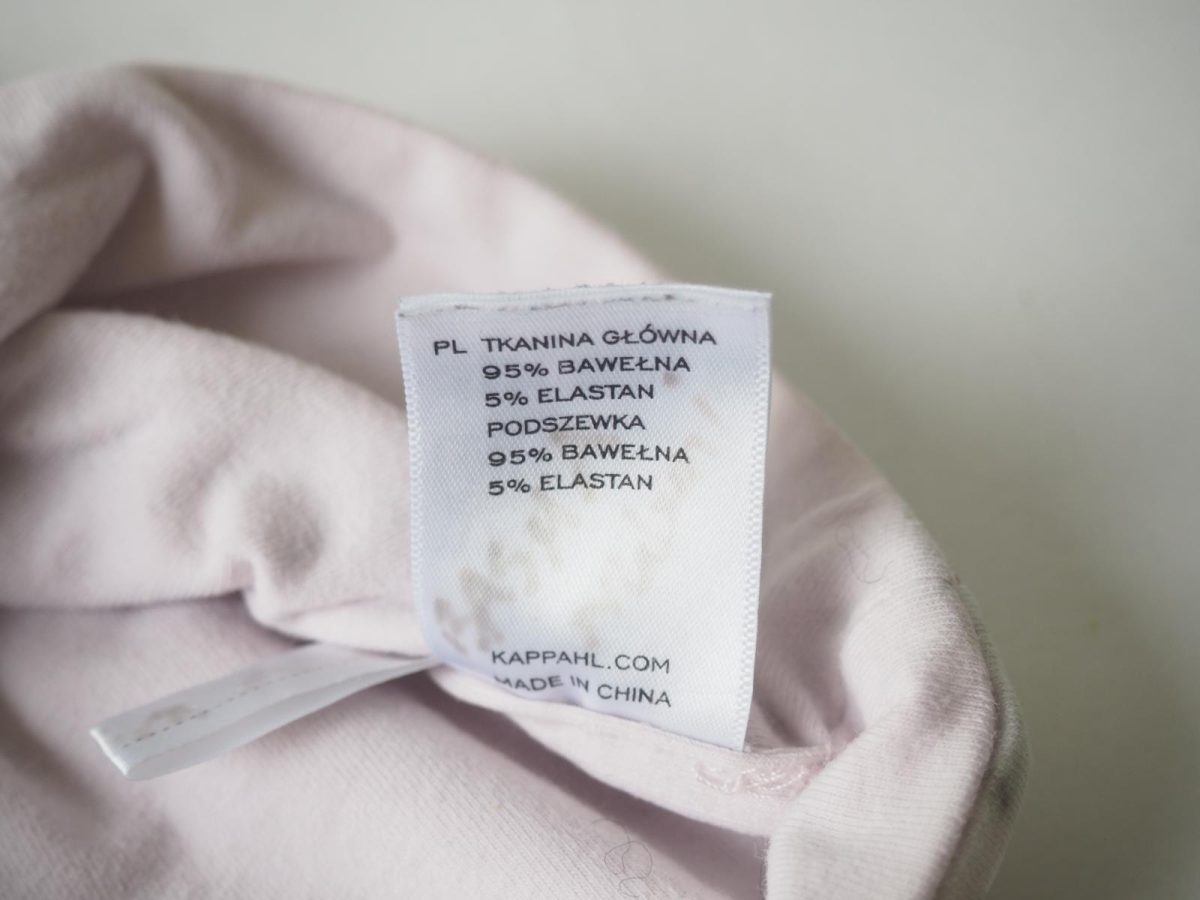 PL TKANINA GŁÓWNA
95% BAWEŁNA
5% ELASTAN
PODSZEWKA
95% BAWEŁNA
5% ELASTAN
KAPPAHL.COM
MADE IN CHINA